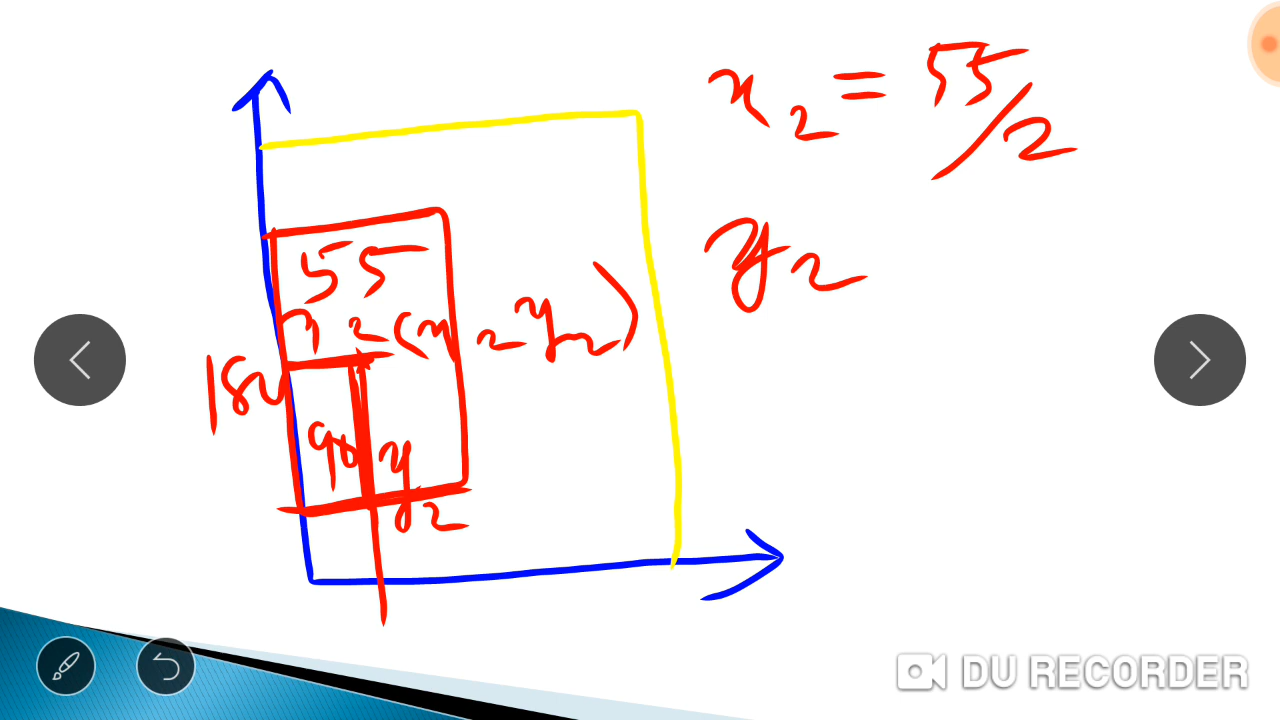 x2 = 55/2
y2
55
x2 (x2 y2)
180
90 y2
DU RECORDER